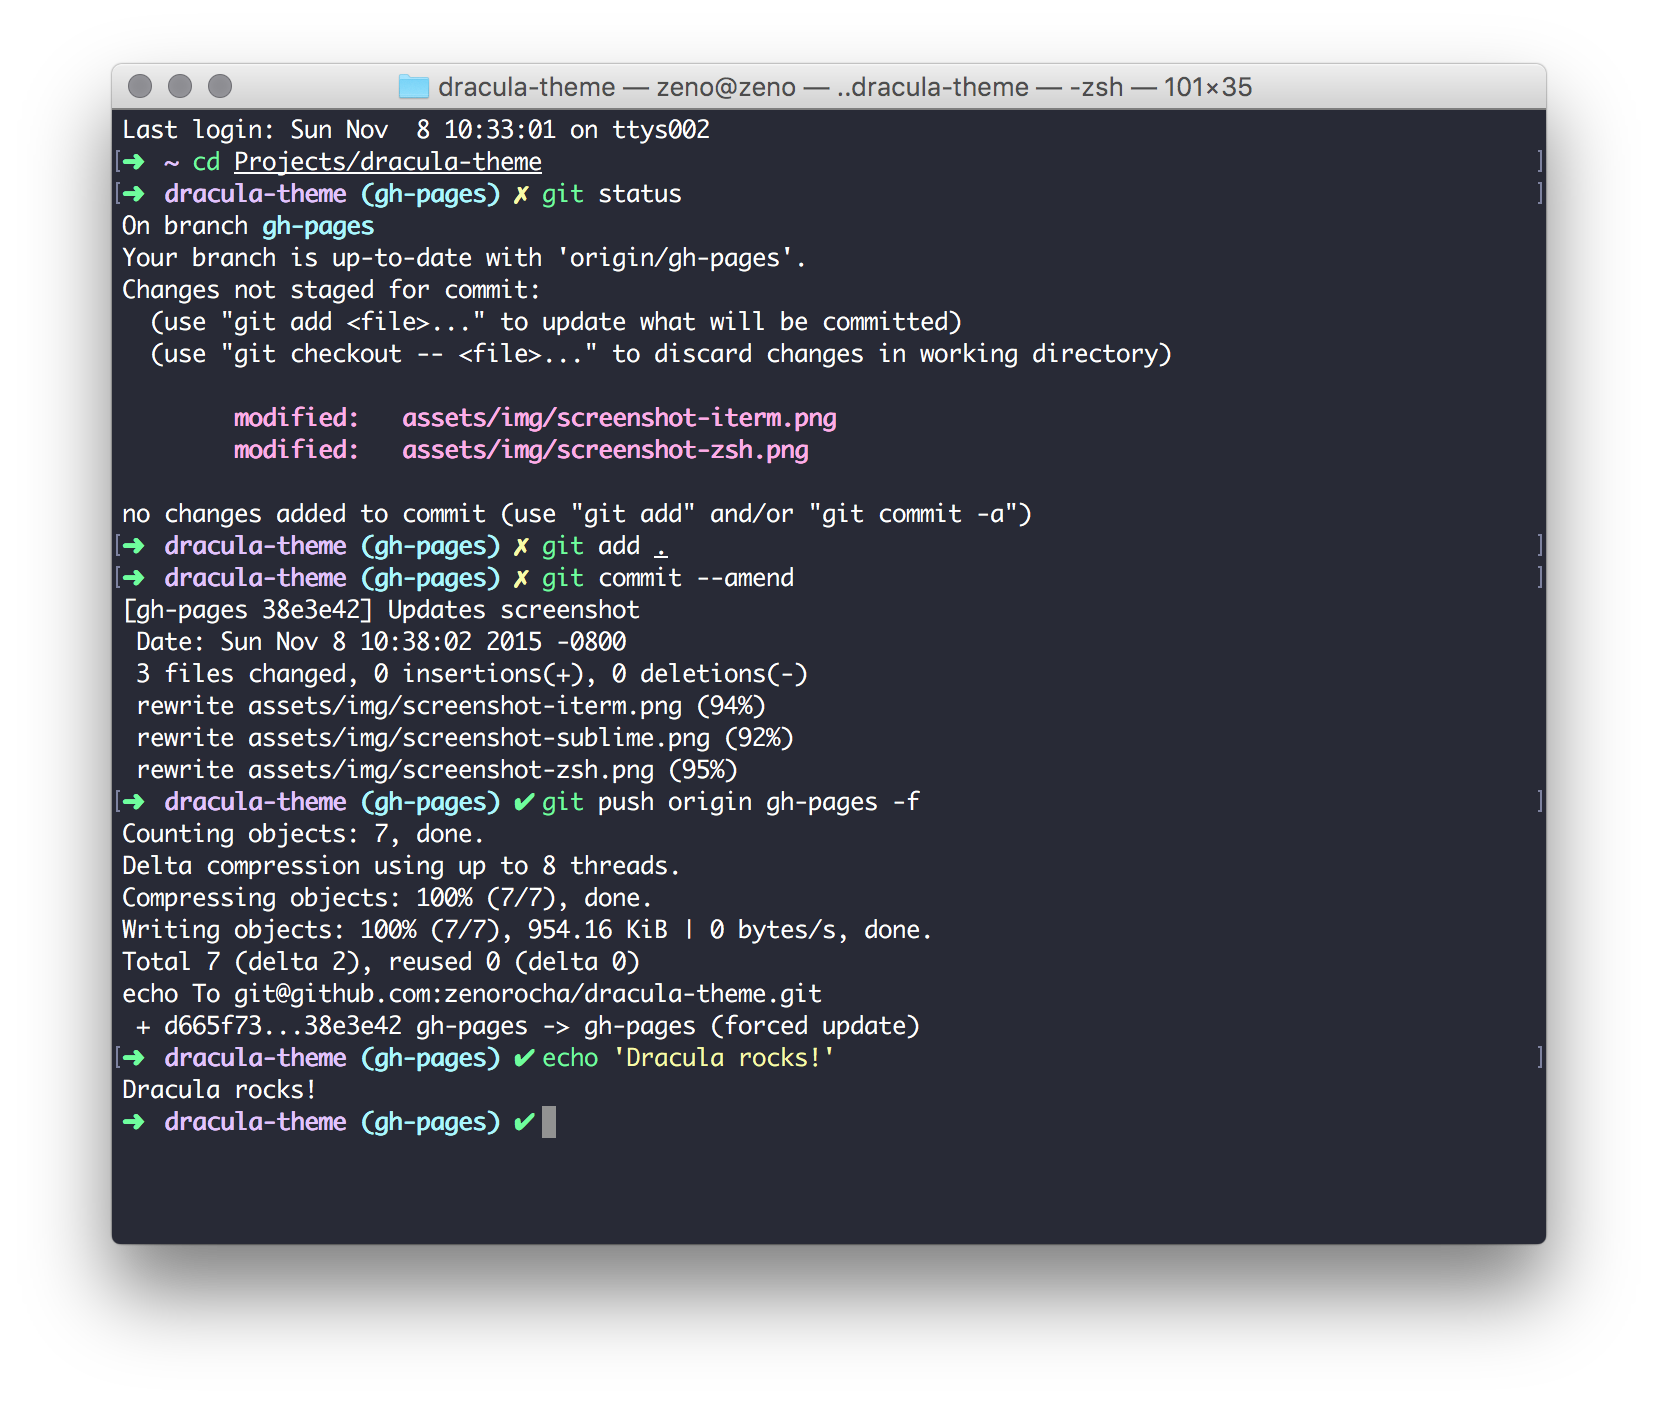 dracula-theme — zeno@zeno — ..dracula-theme — -zsh — 101×35
Last login: Sun Nov  8 10:33:01 on ttys002
[➜  ~ cd Projects/dracula-theme ]
[➜  dracula-theme (gh-pages) ✗ git status ]
On branch gh-pages
Your branch is up-to-date with 'origin/gh-pages'.
Changes not staged for commit:
  (use "git add <file>..." to update what will be committed)
  (use "git checkout -- <file>..." to discard changes in working directory)
        modified:   assets/img/screenshot-iterm.png
        modified:   assets/img/screenshot-zsh.png
no changes added to commit (use "git add" and/or "git commit -a")
[➜  dracula-theme (gh-pages) ✗ git add . ]
[➜  dracula-theme (gh-pages) ✗ git commit --amend ]
[gh-pages 38e3e42] Updates screenshot
 Date: Sun Nov 8 10:38:02 2015 -0800
 3 files changed, 0 insertions(+), 0 deletions(-)
 rewrite assets/img/screenshot-iterm.png (94%)
 rewrite assets/img/screenshot-sublime.png (92%)
 rewrite assets/img/screenshot-zsh.png (95%)
[➜  dracula-theme (gh-pages) ✔ git push origin gh-pages -f ]
Counting objects: 7, done.
Delta compression using up to 8 threads.
Compressing objects: 100% (7/7), done.
Writing objects: 100% (7/7), 954.16 KiB | 0 bytes/s, done.
Total 7 (delta 2), reused 0 (delta 0)
echo To git@github.com:zenorocha/dracula-theme.git
 + d665f73...38e3e42 gh-pages -> gh-pages (forced update)
[➜  dracula-theme (gh-pages) ✔ echo 'Dracula rocks!' ]
Dracula rocks!
➜  dracula-theme (gh-pages) ✔